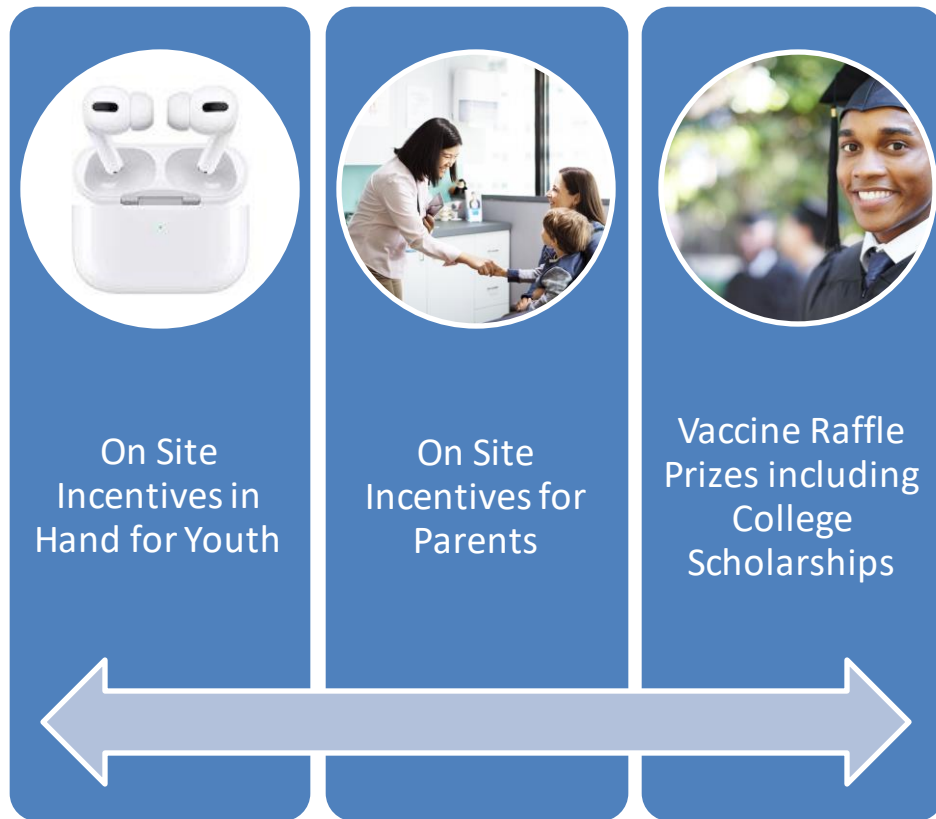 On Site
Incentives in
Hand for Youth
On Site
Incentives for
Parents
Vaccine Raffle
Prizes including
College
Scholarships